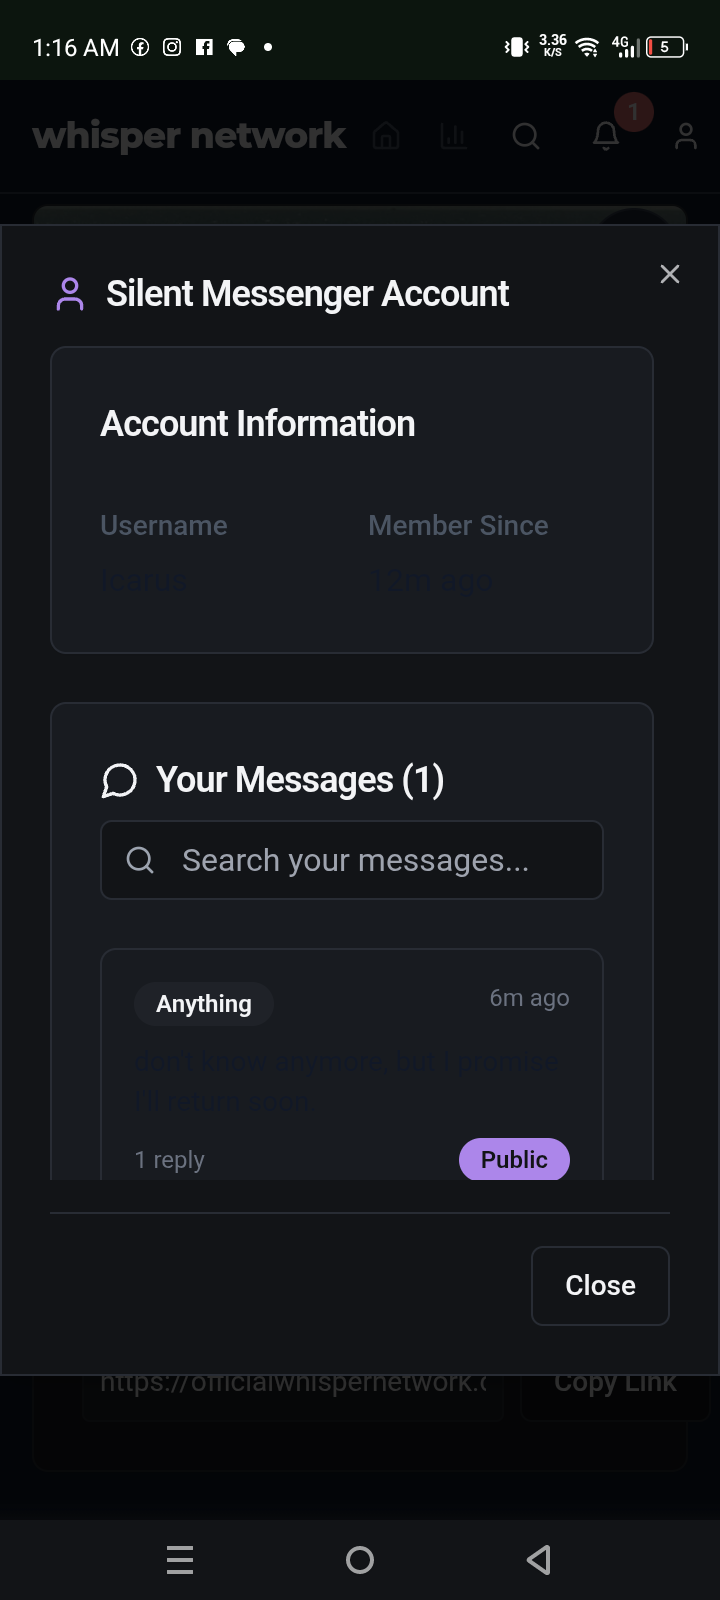 1:16 AM
3.36
K/S
4G
5
whisper network
1
Silent Messenger Account
Account Information
Username
Member Since
Icarus
12m ago
Your Messages (1)
Search your messages...
Anything
6m ago
don't know anymore, but I promise
I'll return soon
1 reply
Public
Close
https://officialwhispernetwork.
Copy Link